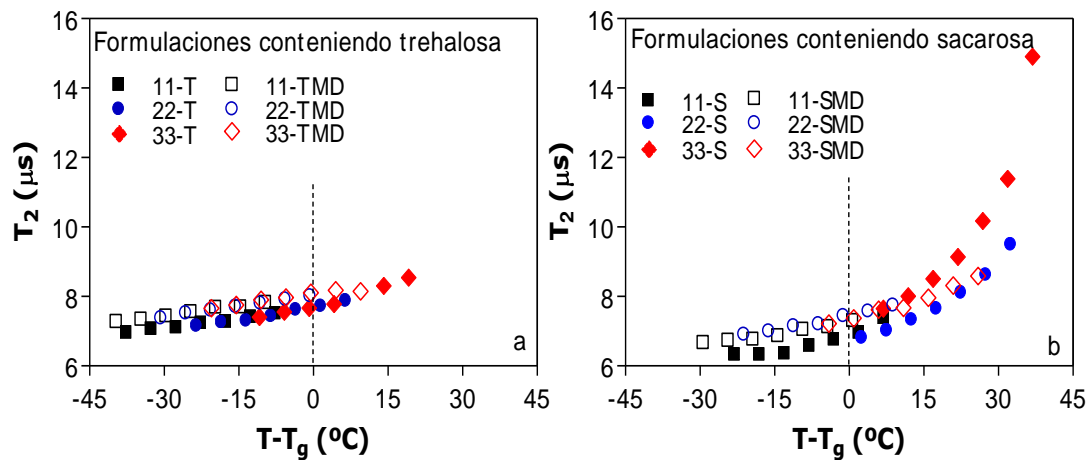 16
14
12
10
8
6
T2 (μs)
Formulaciones conteniendo trehalosa
11-T 11-TMD
22-T 22-TMD
33-T 33-TMD
a
-45 -30 -15 0 15 30 45
T-Tg (ºC)
16
14
12
10
8
6
T2 (μs)
Formulaciones conteniendo sacarosa
11-S 11-SMD
22-S 22-SMD
33-S 33-SMD
b
-45 -30 -15 0 15 30 45
T-Tg (ºC)